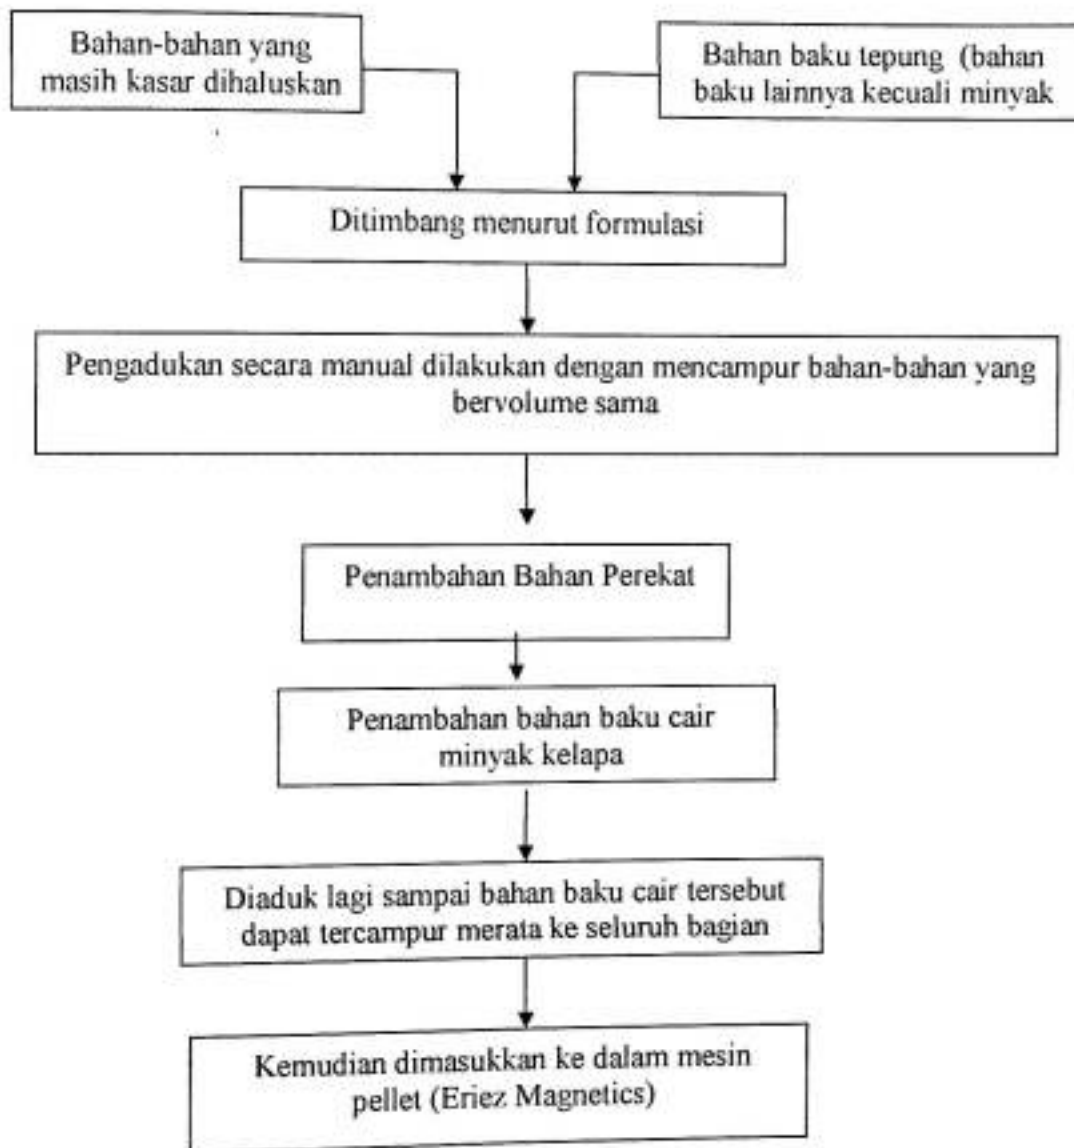 Bahan-bahan yang
masih kasar dihaluskan
Bahan baku tepung (bahan
baku lainnya kecuali minyak
Ditimbang menurut formulasi
Pengadukan secara manual dilakukan dengan mencampur bahan-bahan yang
bervolume sama
Penambahan Bahan Perekat
Penambahan bahan baku cair
minyak kelapa
Diaduk lagi sampai bahan baku cair tersebut
dapat tercampur merata ke seluruh bagian
Kemudian dimasukkan ke dalam mesin
pellet (Eriez Magnetics)